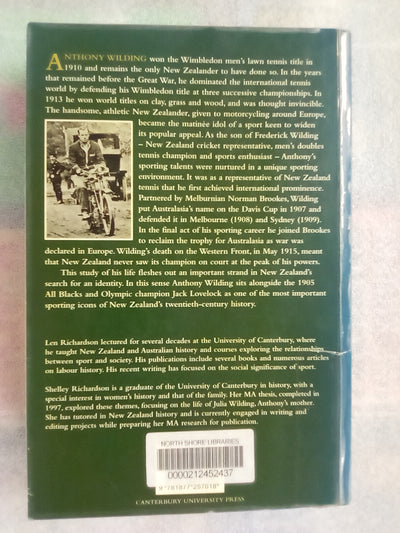 ANTHONY WILDING won the Wimbledon men's lawn tennis title in
1910 and remains the only New Zealander to have done so. In the years
that remained before the Great War, he dominated the international tennis
world by defending his Wimbledon title at three successive championships. In
1913 he won world titles on clay, grass and wood, and was thought invincible.
The handsome, athletic New Zealander, given to motorcycling around Europe,
became the matinée idol of a sport keen to widen
its popular appeal. As the son of Frederick Wilding
– New Zealand cricket representative, men's doubles
tennis champion and sports enthusiast – Anthony's
sporting talents were nurtured in a unique sporting
environment. It was as a representative of New Zealand
tennis that he first achieved international prominence.
Partnered by Melburnian Norman Brookes, Wilding
put Australasia's name on the Davis Cup in 1907 and
defended it in Melbourne (1908) and Sydney (1909).
In the final act of his sporting career he joined Brookes
to reclaim the trophy for Australasia as war was
declared in Europe. Wilding's death on the Western Front, in May 1915, meant
that New Zealand never saw its champion on court at the peak of his powers.
This study of his life fleshes out an important strand in New Zealand's
search for an identity. In this sense Anthony Wilding sits alongside the 1905
All Blacks and Olympic champion Jack Lovelock as one of the most important
sporting icons of New Zealand's twentieth-century history.
Len Richardson lectured for several decades at the University of Canterbury, where
he taught New Zealand and Australian history and courses exploring the relationship
between sport and society. His publications include several books and numerous articles
on labour history. His recent writing has focused on the social significance of sport.
Shelley Richardson is a graduate of the University of Canterbury in history, with a
special interest in women's history and that of the family. Her MA thesis, completed in
1997, explored these themes, focusing on the life of Julia Wilding, Anthony's mother.
She has tutored in New Zealand history and is currently engaged in writing and
editing projects while preparing her MA research for publication.
NORTH SHORE LIBRARIES
0000212452437
9 781877 257018
CANTERBURY UNIVERSITY PRESS